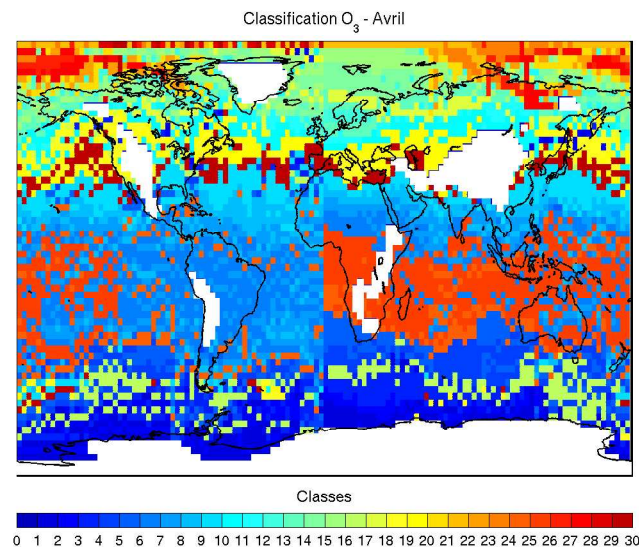 Classification O₃ - Avril
Classes
0 1 2 3 4 5 6 7 8 9 10 11 12 13 14 15 16 17 18 19 20 21 22 23 24 25 26 27 28 29 30